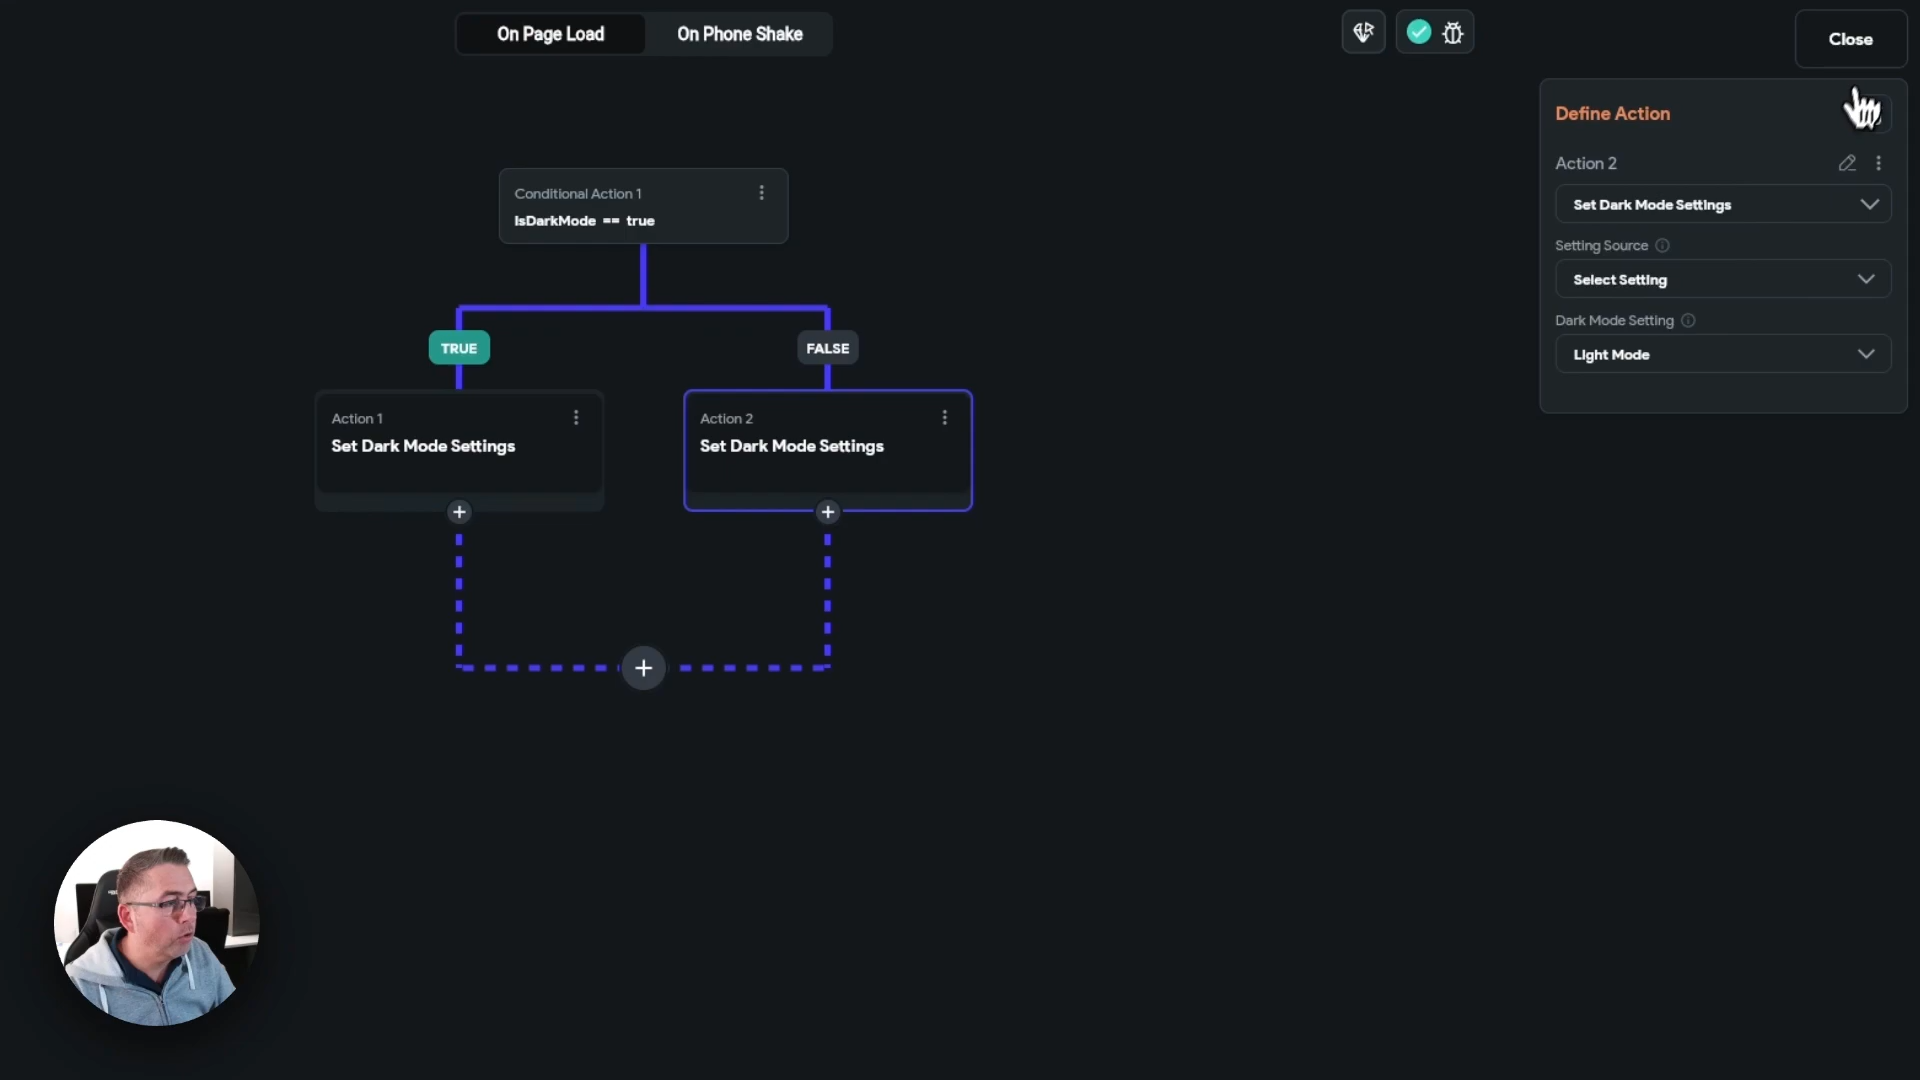 On Page Load
On Phone Shake
Close
Define Action
Action 2
Set Dark Mode Settings
Setting Source
Select Setting
Dark Mode Setting
Light Mode
Conditional Action 1
IsDarkMode == true
TRUE
FALSE
Action 1
Set Dark Mode Settings
Action 2
Set Dark Mode Settings